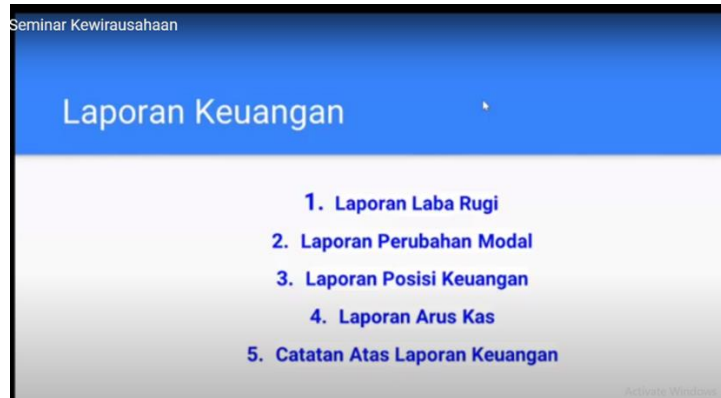 Seminar Kewirausahaan
Laporan Keuangan
1. Laporan Laba Rugi
2. Laporan Perubahan Modal
3. Laporan Posisi Keuangan
4. Laporan Arus Kas
5. Catatan Atas Laporan Keuangan
Activate Windows